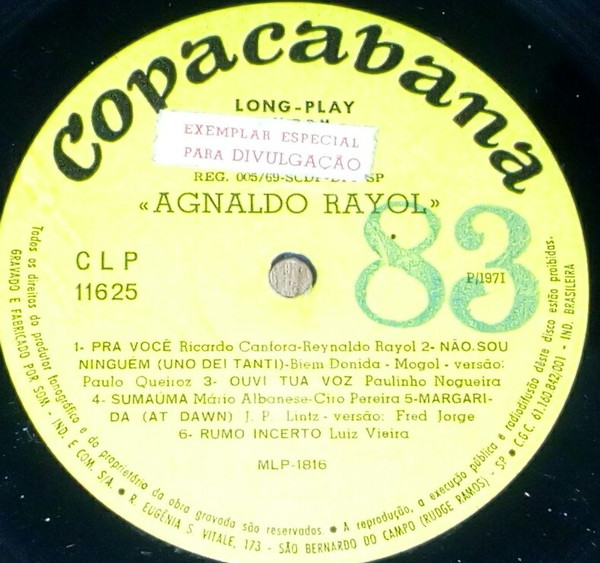 Copacabana
LONG-PLAY
EXEMPLAR ESPECIAL
PARA DIVULGAÇÃO
REG. 005/69-SCDP SP
«AGNALDO RAYOL»
83
CLP
11625
P/1971
1- PRA VOCÊ Ricardo Cantora-Reynaldo Rayol 2- NÃO.SOU
NINGUÉM (UNO DEI TANTI)-Biem Donida - Mogol - versão:
Paulo Queiroz 3- OUVI TUA VOZ Paulinho Nogueira
4- SUMAÚMA Mário Albanese-Ciro Pereira 5-MARGARI-
DA (AT DAWN) J. P. Lintz - versão: Fred Jorge
6- RUMO INCERTO Luiz Vieira
MLP-1816
Todos os direitos do produtor fonográfico e do proprietário da obra gravada são reservados. • A reprodução, a execução pública e radiodifusão dêste disco estão proibidas.
GRAVADO E FABRICADO POR SOM - IND. E COM. S/A. • R. EUGÊNIA S. VITALE, 173 - SÃO BERNARDO DO CAMPO (RUDGE RAMOS) - SP • C.G.C. 61.160.842/001 - IND. BRASILEIRA